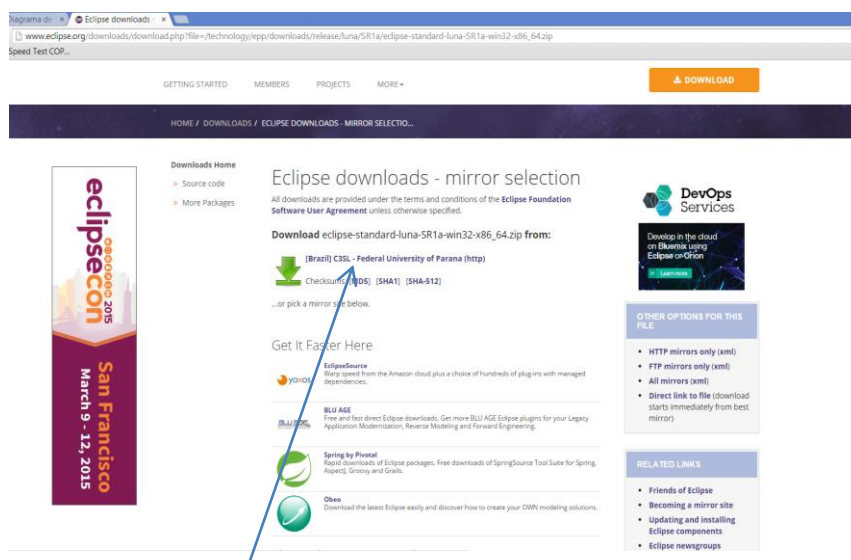 Diagrama de
Eclipse downloads -
www.eclipse.org/downloads/download.php?file=/technology/epp/downloads/release/luna/SR1a/eclipse-standard-luna-SR1a-win32-x86_64.zip
Speed Test COP...
GETTING STARTED MEMBERS PROJECTS MORE
DOWNLOAD
HOME / DOWNLOADS / ECLIPSE DOWNLOADS - MIRROR SELECTIO...
eclipsecon
2015
San Francisco
March 9 - 12, 2015
Downloads Home
Source code
More Packages
Eclipse downloads - mirror selection
All downloads are provided under the terms and conditions of the Eclipse Foundation
Software User Agreement unless otherwise specified.
Download eclipse-standard-luna-SR1a-win32-x86_64.zip from:
[Brazil] C3SL - Federal University of Parana (http)
Checksums: [MD5] [SHA1] [SHA-512]
...or pick a mirror site below.
Get It Faster Here
yoxos
EclipseSource
Warp speed from the Amazon cloud plus a choice of hundreds of plug-ins with managed
dependencies.
BLU AGE
BLU AGE
Free and fast direct Eclipse downloads. Get more BLU AGE Eclipse plugins for your Legacy
Application Modernization, Reverse Modeling and Forward Engineering.
Spring by Pivotal
Rapid downloads of Eclipse packages. Free downloads of SpringSource Tool Suite for Spring,
AspectJ, Groovy and Grails.
Obeo
Download the latest Eclipse easily and discover how to create your OWN modeling solutions.
DevOps
Services
Develop in the cloud
on Bluemix using
Eclipse or Orion
Learn more
OTHER OPTIONS FOR THIS
FILE
HTTP mirrors only (xml)
FTP mirrors only (xml)
All mirrors (xml)
Direct link to file (download
starts immediately from best
mirror)
RELATED LINKS
Friends of Eclipse
Becoming a mirror site
Updating and installing
Eclipse components
Eclipse newsgroups